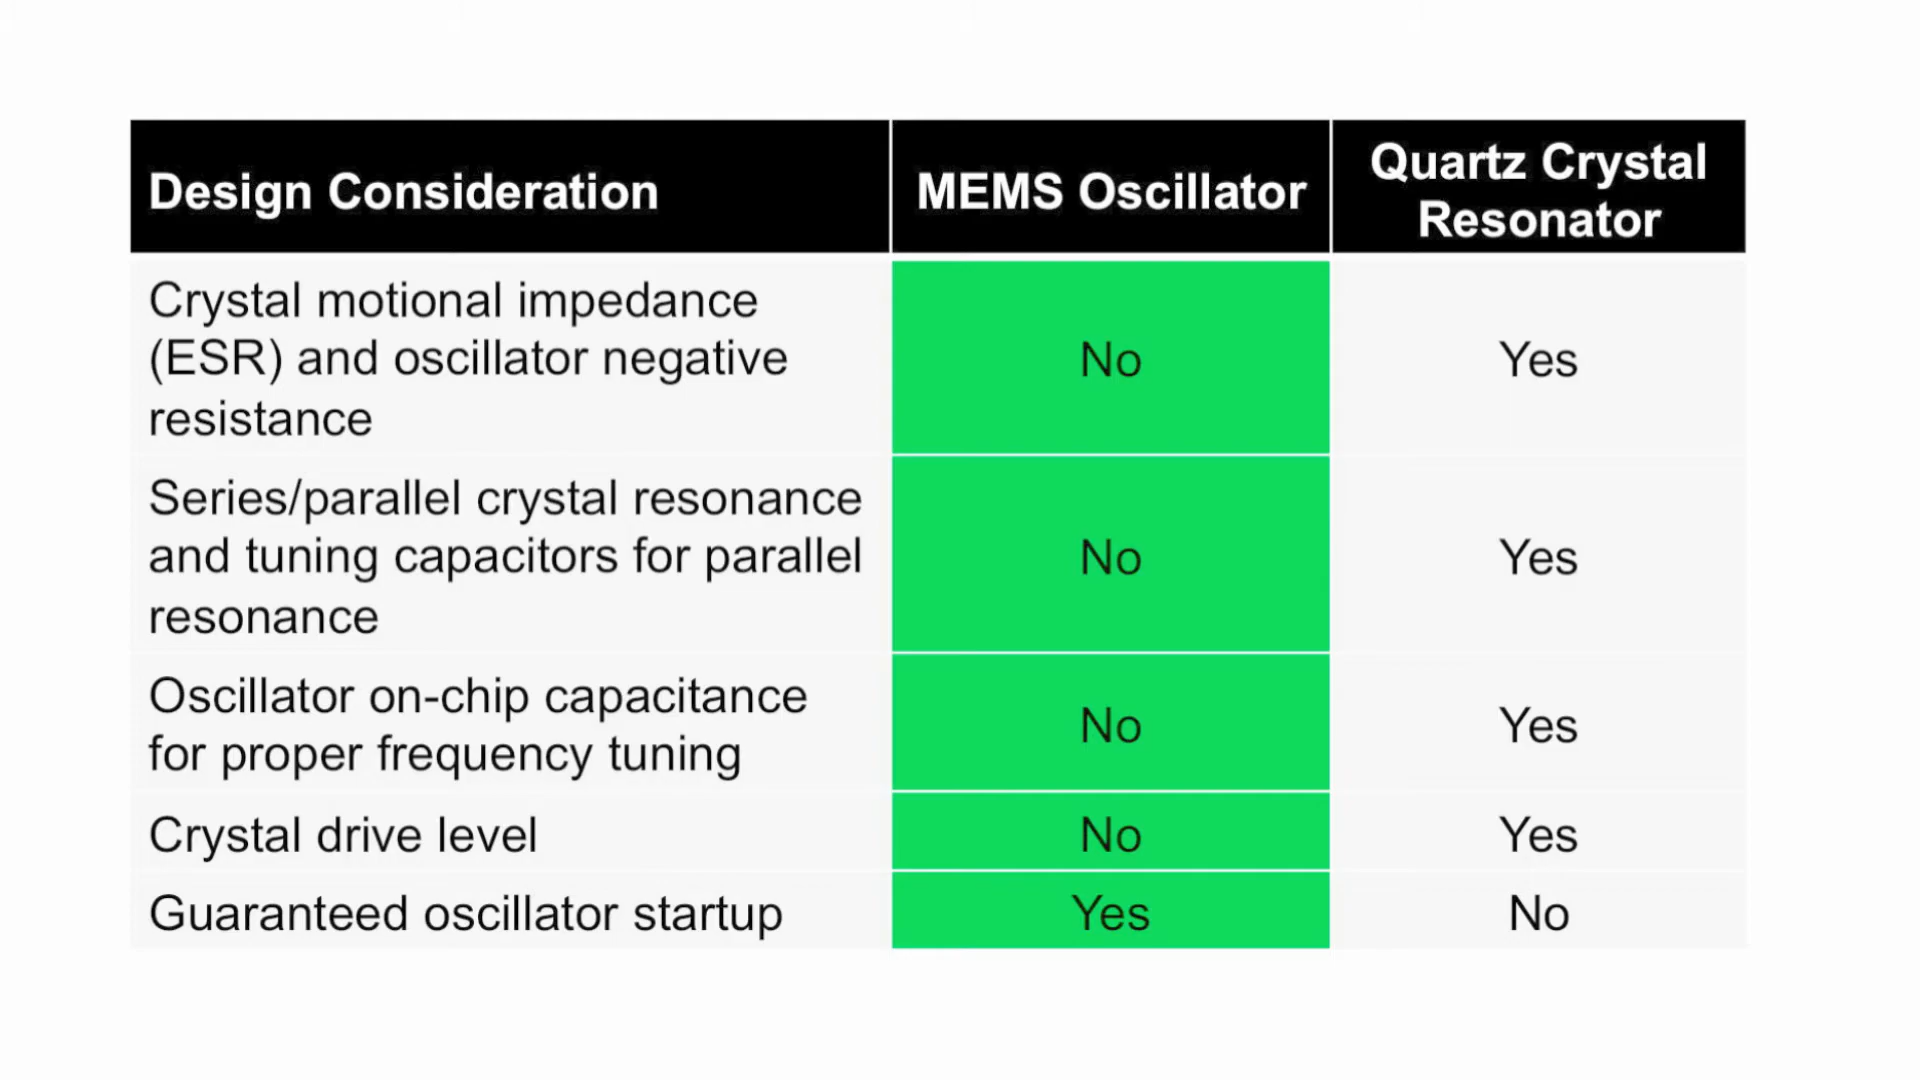 Design Consideration
MEMS Oscillator
Quartz Crystal
Resonator
Crystal motional impedance
(ESR) and oscillator negative
resistance
No
Yes
Series/parallel crystal resonance
and tuning capacitors for parallel
resonance
No
Yes
Oscillator on-chip capacitance
for proper frequency tuning
No
Yes
Crystal drive level
No
Yes
Guaranteed oscillator startup
Yes
No